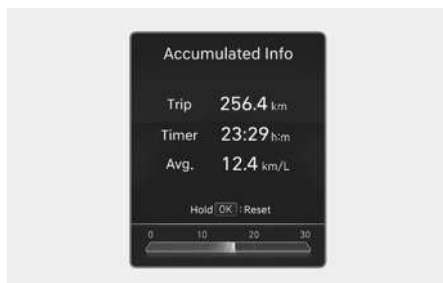 Accumulated Info
Trip 256.4 km
Timer 23:29 h:m
Avg. 12.4 km/L
Hold OK : Reset
0 10 20 30